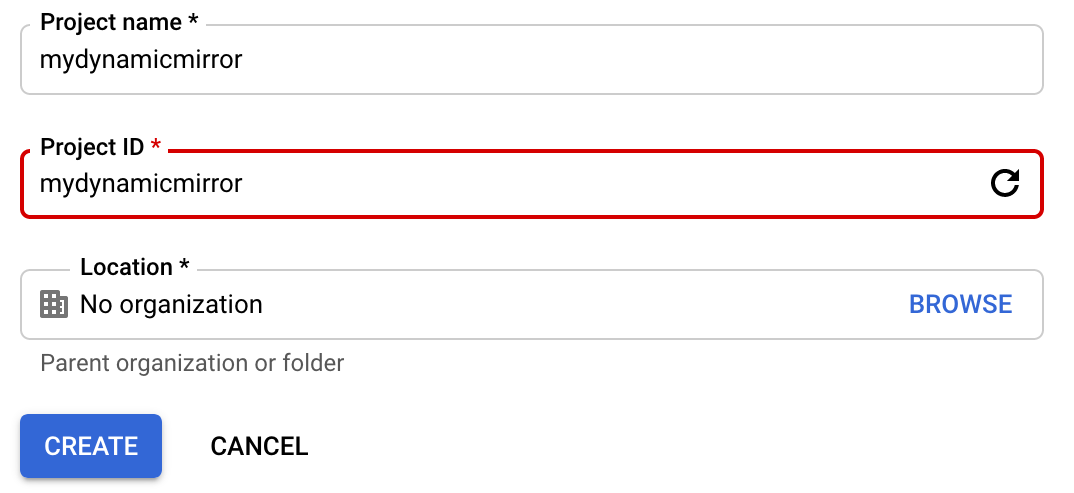 Project name *
mydynamicmirror
Project ID *
mydynamicmirror
Location *
No organization
BROWSE
Parent organization or folder
CREATE
CANCEL